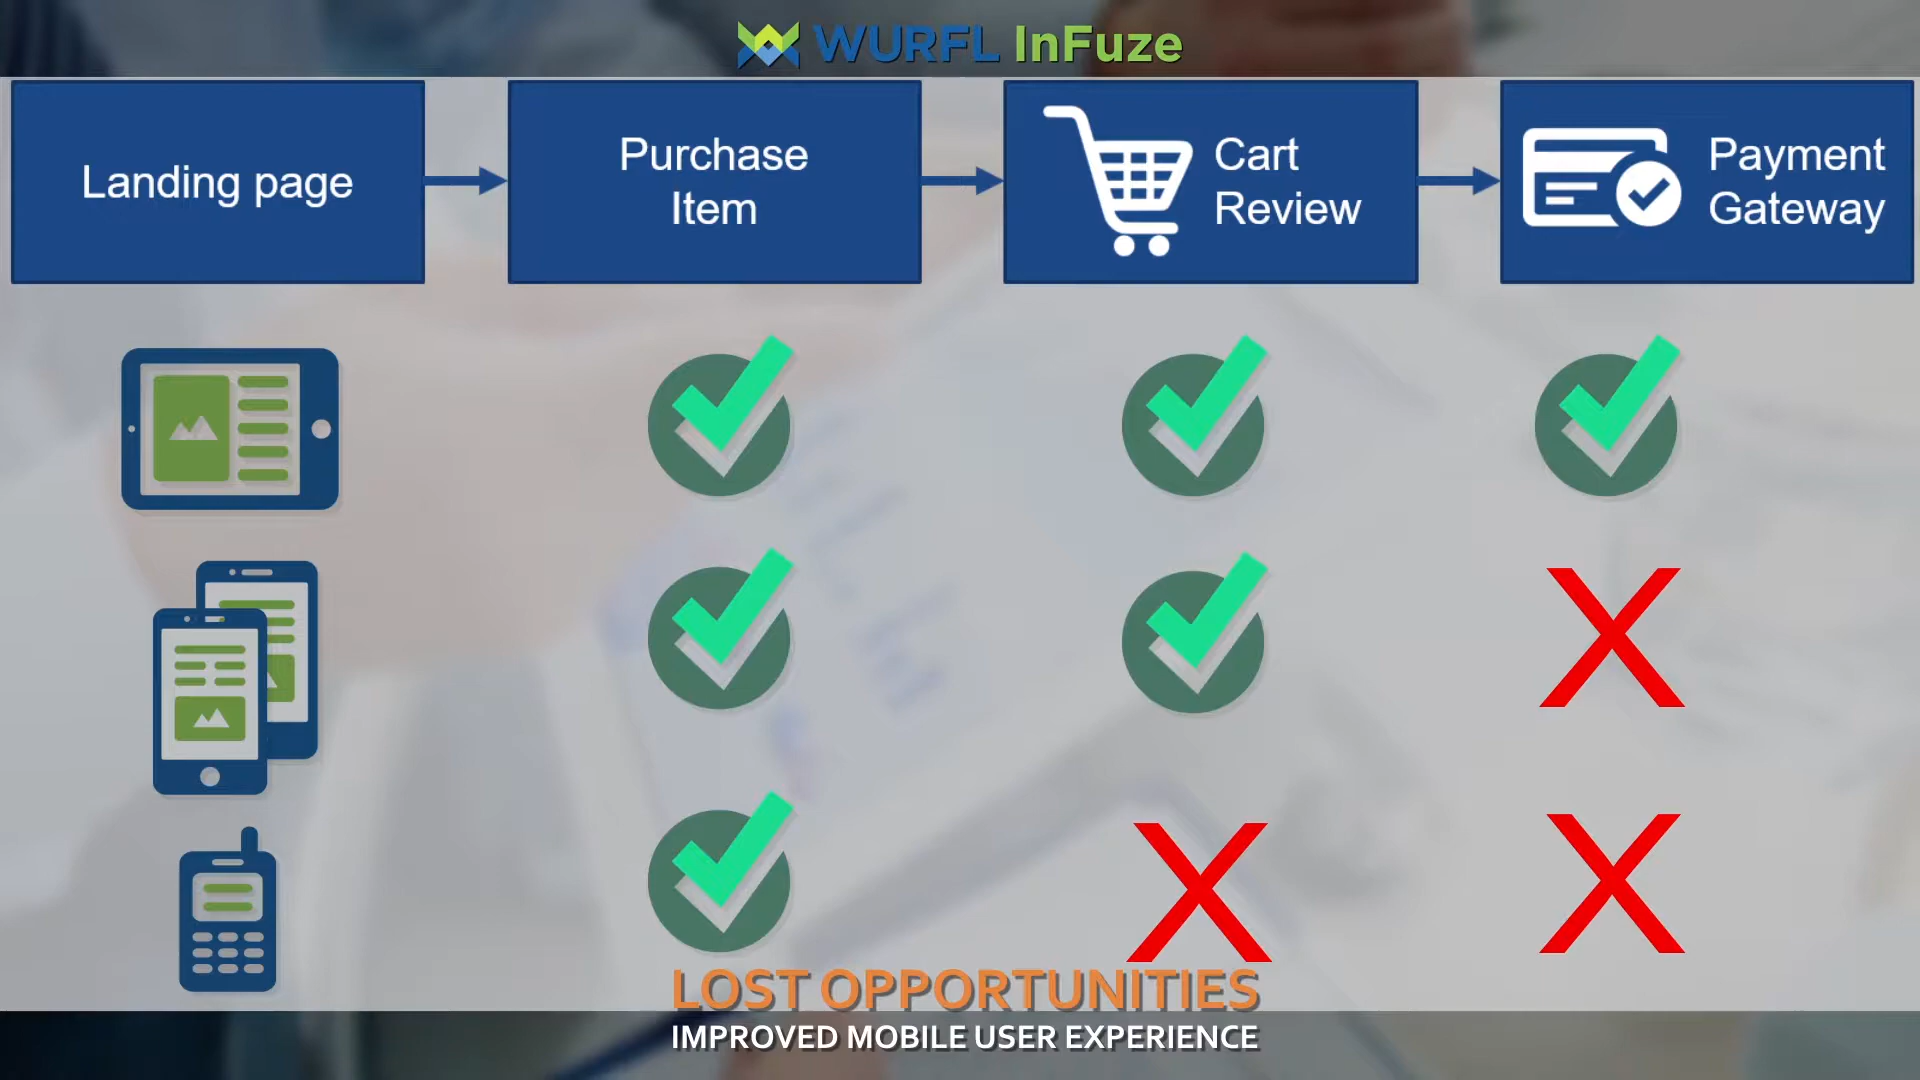 WURFL InFuze
Landing page
Purchase
Item
Cart
Review
Payment
Gateway
LOST OPPORTUNITIES
IMPROVED MOBILE USER EXPERIENCE